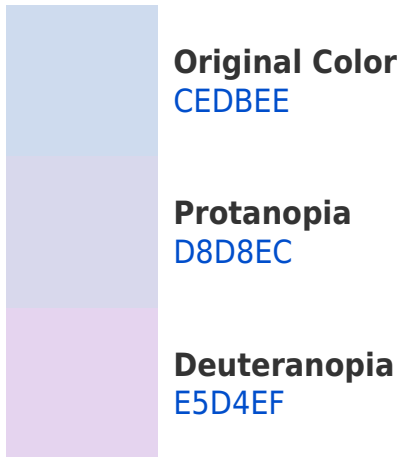 Original Color
CEDBEE
Protanopia
D8D8EC
Deuteranopia
E5D4EF